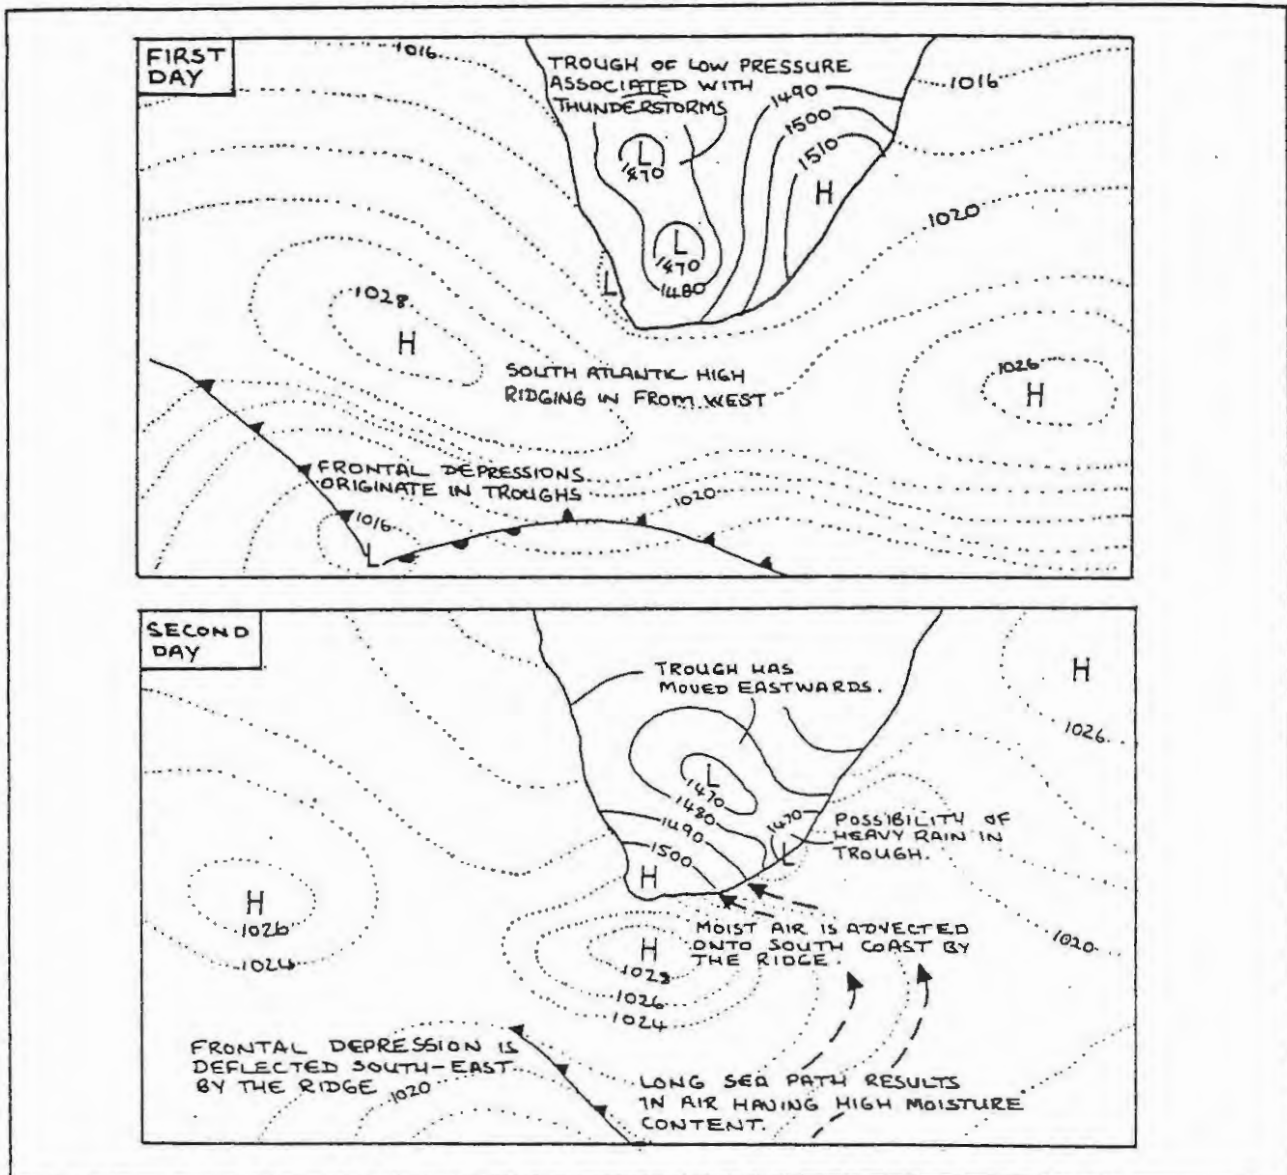 FIRST
DAY
1016
TROUGH OF LOW PRESSURE
ASSOCIATED WITH
THUNDERSTORMS
1490
1500
1510
1016
L
1470
H
1020
L
1470
1480
L
1028
H
SOUTH ATLANTIC HIGH
RIDGING IN FROM WEST
1026
H
FRONTAL DEPRESSIONS
ORIGINATE IN TROUGHS
1020
1016
L
SECOND
DAY
TROUGH HAS
MOVED EASTWARDS.
H
1026
L
1470
1480
1490
1470
1500
L
H
POSSIBILITY OF
HEAVY RAIN IN
TROUGH.
H
1026
1024
MOIST AIR IS ADVECTED
ONTO SOUTH COAST BY
THE RIDGE.
1020
H
1028
1026
1024
FRONTAL DEPRESSION IS
DEFLECTED SOUTH-EAST
BY THE RIDGE
1020
LONG SEA PATH RESULTS
IN AIR HAVING HIGH MOISTURE
CONTENT.